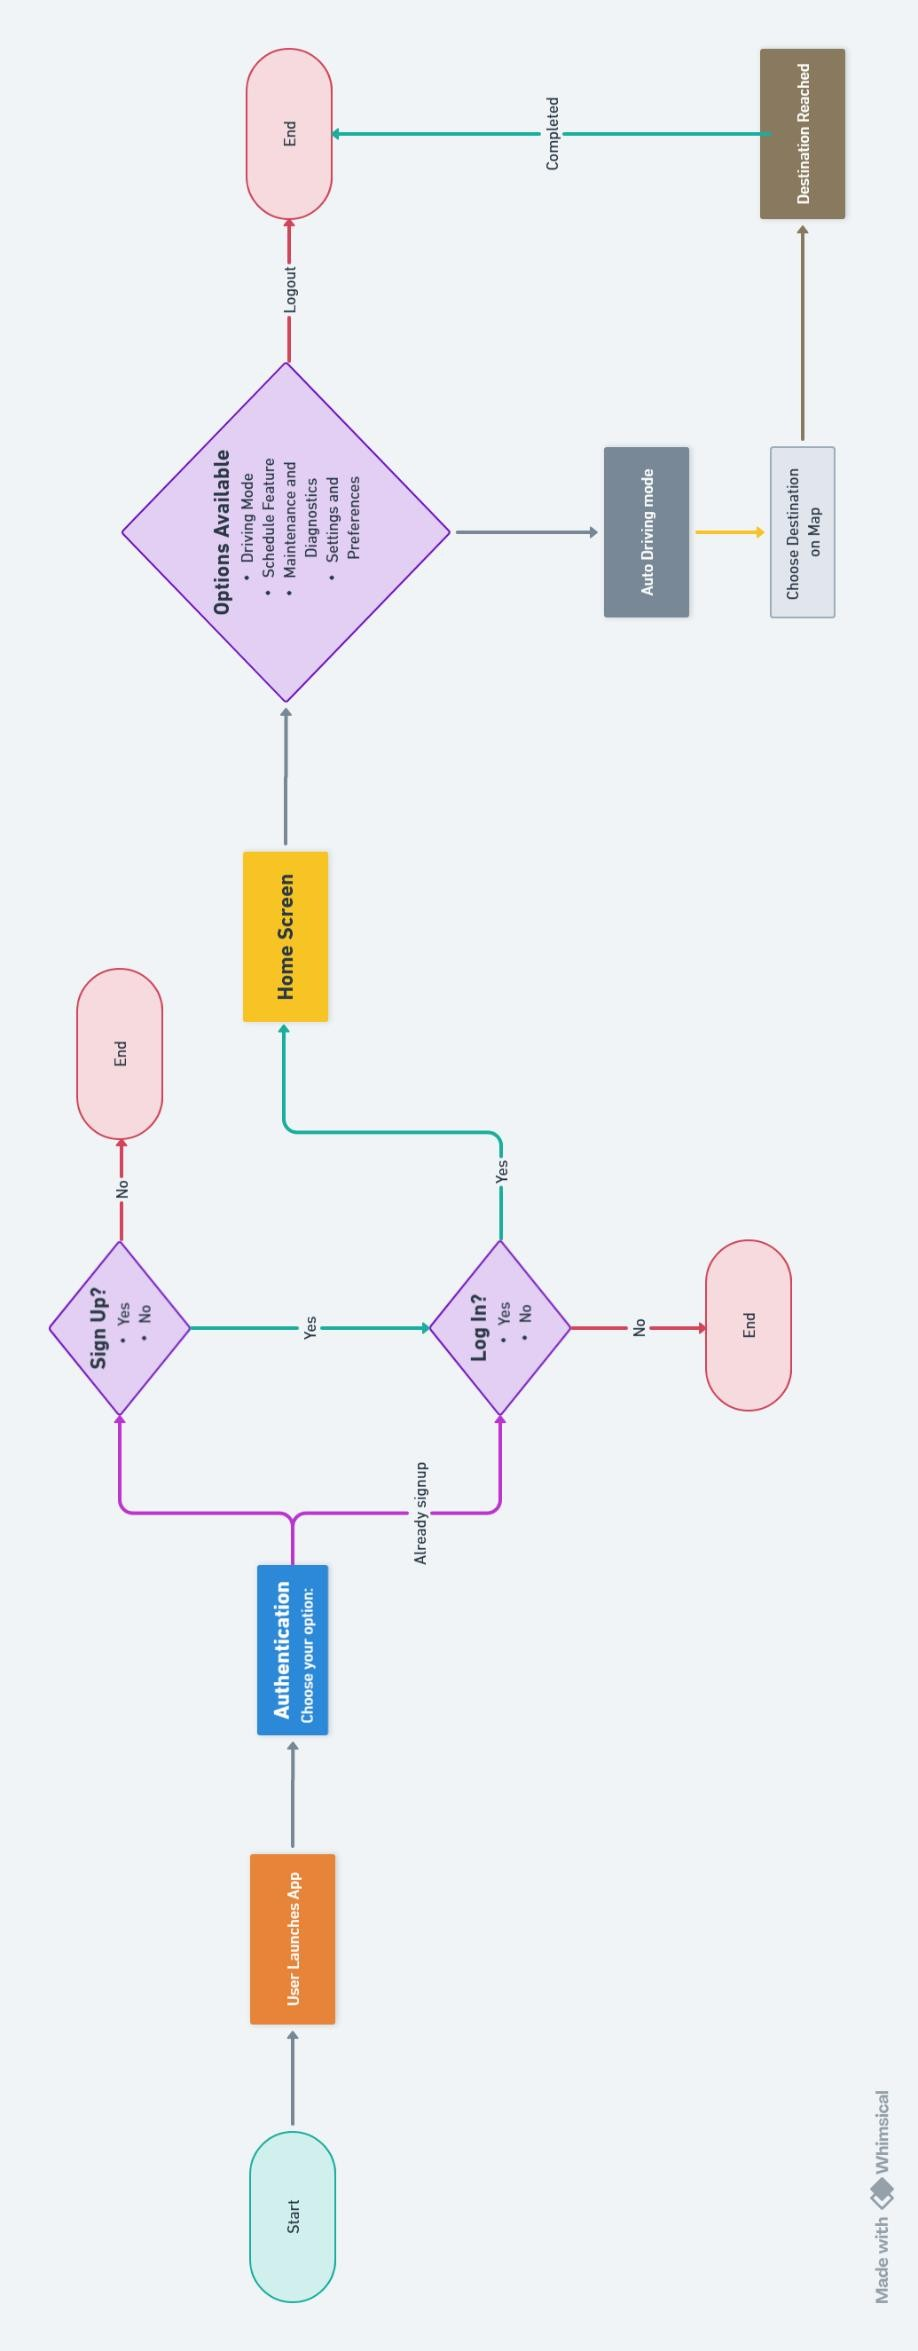 Start
User Launches App
Authentication
Choose your option:
Already signup
Sign Up?
• Yes
• No
No
End
Yes
Log In?
• Yes
• No
No
End
Yes
Home Screen
Options Available
• Driving Mode
• Schedule Feature
• Maintenance and
Diagnostics
• Settings and
Preferences
Logout
End
Auto Driving mode
Choose Destination
on Map
Destination Reached
Completed
Made with Whimsical